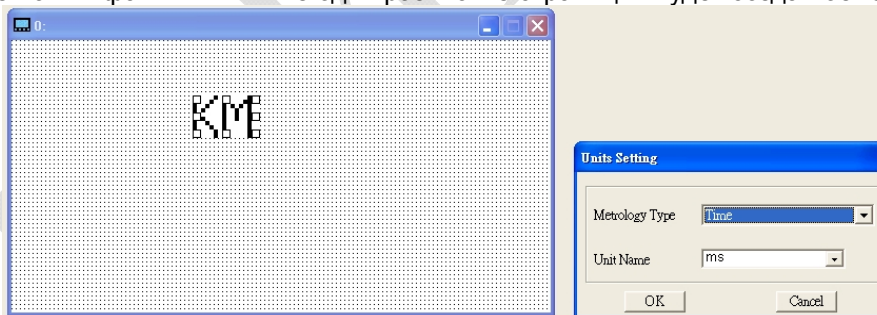 0:
KM
Units Setting
Metrology Type Time
Unit Name ms
OK Cancel